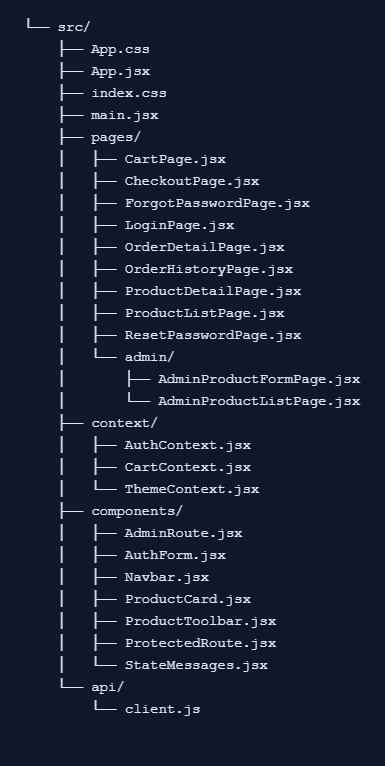 └── src/
    ├── App.css
    ├── App.jsx
    ├── index.css
    ├── main.jsx
    ├── pages/
    │   ├── CartPage.jsx
    │   ├── CheckoutPage.jsx
    │   ├── ForgotPasswordPage.jsx
    │   ├── LoginPage.jsx
    │   ├── OrderDetailPage.jsx
    │   ├── OrderHistoryPage.jsx
    │   ├── ProductDetailPage.jsx
    │   ├── ProductListPage.jsx
    │   ├── ResetPasswordPage.jsx
    │   └── admin/
    │       ├── AdminProductFormPage.jsx
    │       └── AdminProductListPage.jsx
    ├── context/
    │   ├── AuthContext.jsx
    │   ├── CartContext.jsx
    │   └── ThemeContext.jsx
    ├── components/
    │   ├── AdminRoute.jsx
    │   ├── AuthForm.jsx
    │   ├── Navbar.jsx
    │   ├── ProductCard.jsx
    │   ├── ProductToolbar.jsx
    │   ├── ProtectedRoute.jsx
    │   └── StateMessages.jsx
    └── api/
        └── client.js